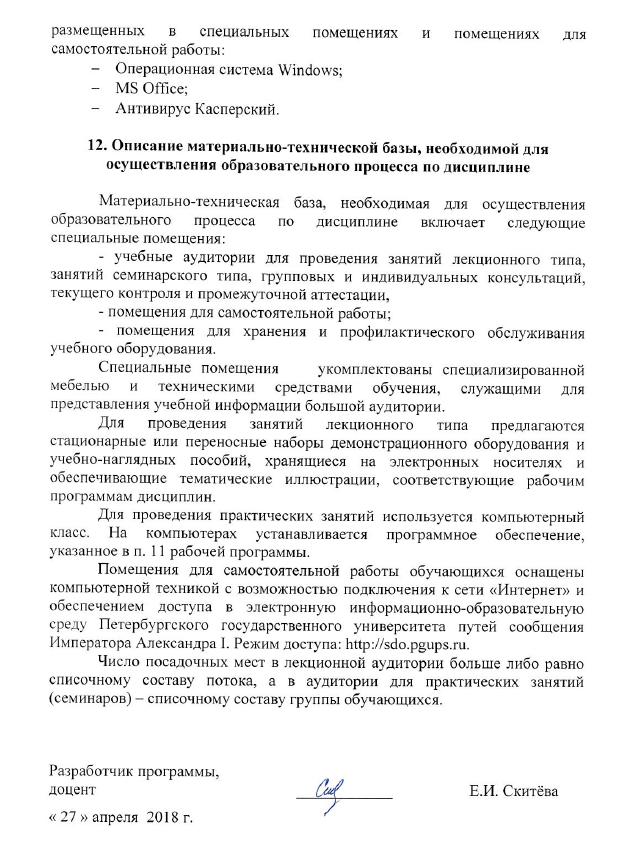 размещенных в специальных помещениях и помещениях для
самостоятельной работы:
– Операционная система Windows;
– MS Office;
– Антивирус Касперский.
12. Описание материально-технической базы, необходимой для
осуществления образовательного процесса по дисциплине
Материально-техническая база, необходимая для осуществления
образовательного процесса по дисциплине включает следующие
специальные помещения:
- учебные аудитории для проведения занятий лекционного типа,
занятий семинарского типа, групповых и индивидуальных консультаций,
текущего контроля и промежуточной аттестации,
- помещения для самостоятельной работы;
- помещения для хранения и профилактического обслуживания
учебного оборудования.
Специальные помещения укомплектованы специализированной
мебелью и техническими средствами обучения, служащими для
представления учебной информации большой аудитории.
Для проведения занятий лекционного типа предлагаются
стационарные или переносные наборы демонстрационного оборудования и
учебно-наглядных пособий, хранящиеся на электронных носителях и
обеспечивающие тематические иллюстрации, соответствующие рабочим
программам дисциплин.
Для проведения практических занятий используется компьютерный
класс. На компьютерах устанавливается программное обеспечение,
указанное в п. 11 рабочей программы.
Помещения для самостоятельной работы обучающихся оснащены
компьютерной техникой с возможностью подключения к сети «Интернет» и
обеспечением доступа в электронную информационно-образовательную
среду Петербургского государственного университета путей сообщения
Императора Александра I. Режим доступа: http://sdo.pgups.ru.
Число посадочных мест в лекционной аудитории больше либо равно
списочному составу потока, а в аудитории для практических занятий
(семинаров) – списочному составу группы обучающихся.
Разработчик программы,
доцент Е.И. Скитёва
« 27 » апреля 2018 г.